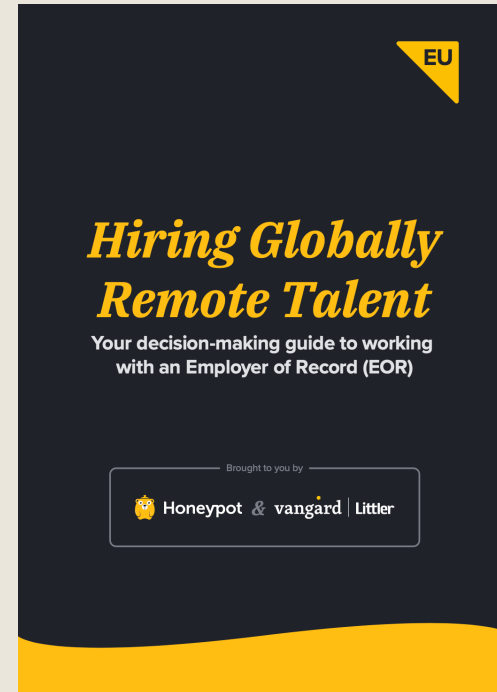 EU
Hiring Globally
Remote Talent
Your decision-making guide to working
with an Employer of Record (EOR)
Brought to you by
Honeypot & vangard | Littler